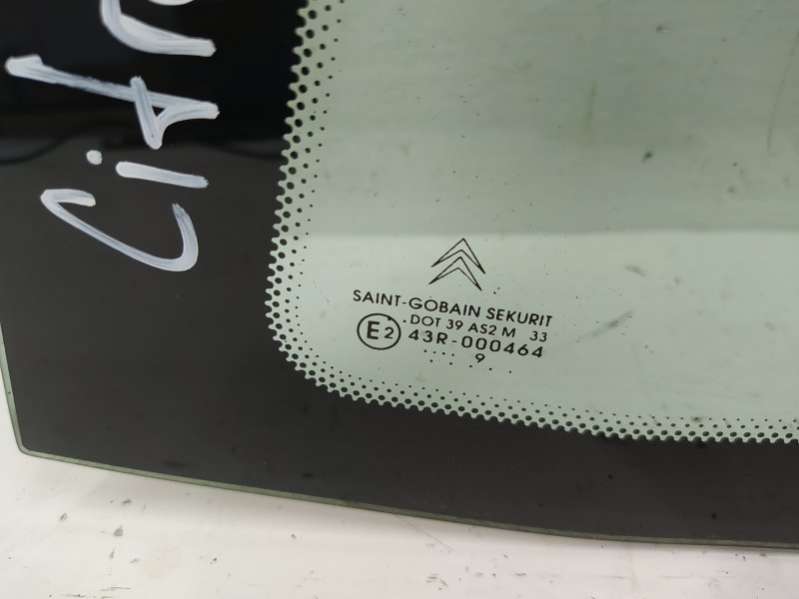 Citro
SAINT-GOBAIN SEKURIT
.DOT 39 AS2 M 33
E2 43R-000464
.... 9 ...